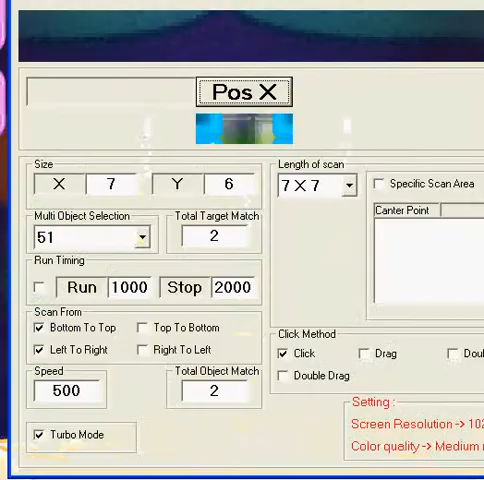 Pos X
Size
X 7 Y 6
Length of scan
7 X 7
Specific Scan Area
Canter Point
Multi Object Selection
51
Total Target Match
2
Run Timing
Run 1000 Stop 2000
Scan From
Bottom To Top
Top To Bottom
Left To Right
Right To Left
Click Method
Click
Drag
Double Drag
Speed
500
Total Object Match
2
Turbo Mode
Setting :
Screen Resolution ->
Color quality -> Medium